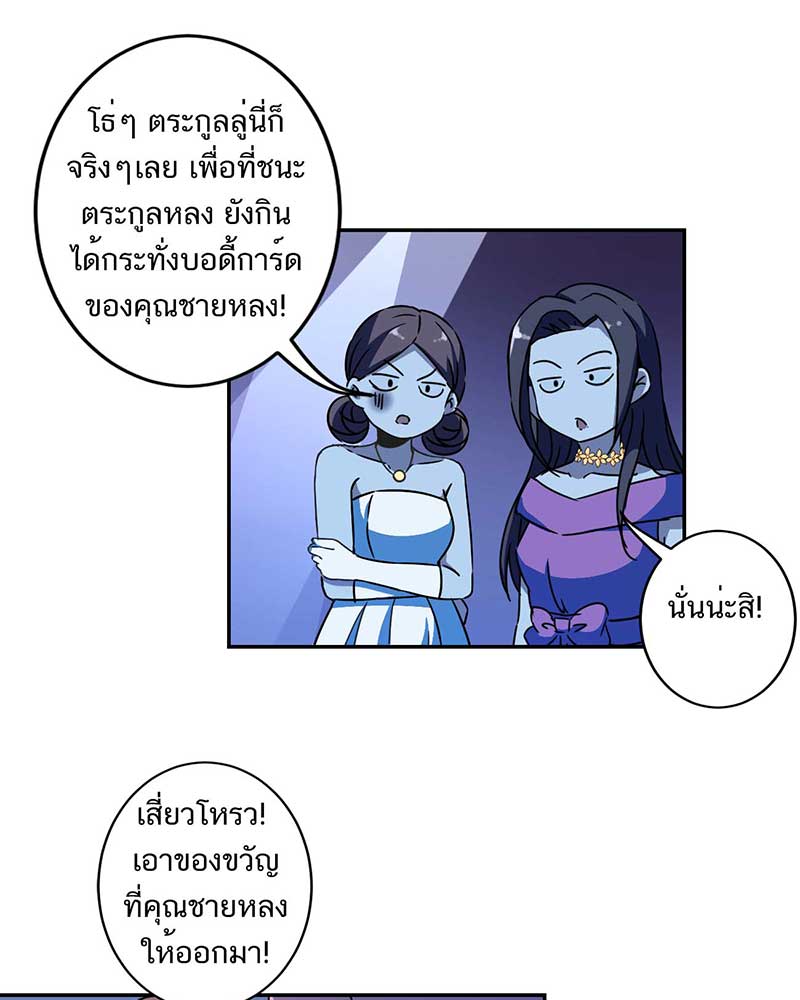 โธ่ๆ ตระกูลลู่นี่ก็
จริงๆเลย เพื่อที่ชนะ
ตระกูลหลง ยังกิน
ได้กระทั่งบอดี้การ์ด
ของคุณชายหลง!
นั่นน่ะสิ!
เสี่ยวโหรว!
เอาของขวัญ
ที่คุณชายหลง
ให้ออกมา!